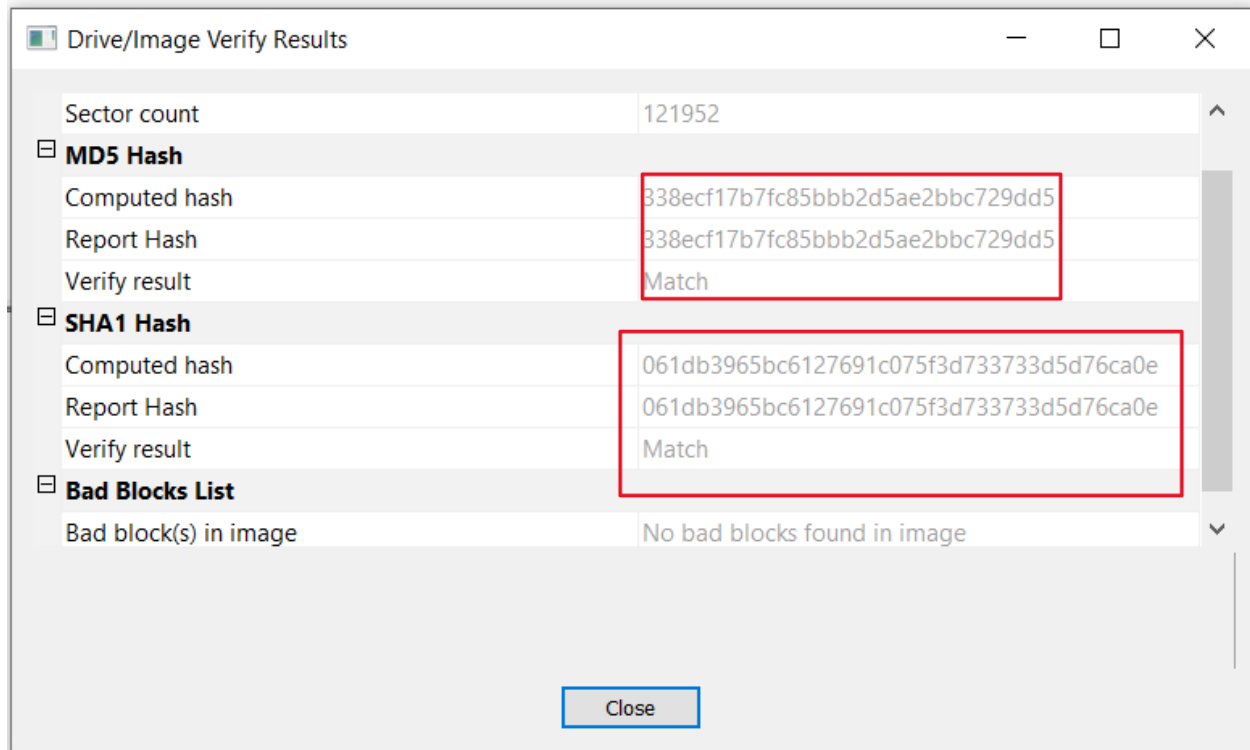 Drive/Image Verify Results
Sector count 121952
MD5 Hash
Computed hash 338ecf17b7fc85bbb2d5ae2bbc729dd5
Report Hash 338ecf17b7fc85bbb2d5ae2bbc729dd5
Verify result Match
SHA1 Hash
Computed hash 061db3965bc6127691c075f3d733733d5d76ca0e
Report Hash 061db3965bc6127691c075f3d733733d5d76ca0e
Verify result Match
Bad Blocks List
Bad block(s) in image No bad blocks found in image
Close